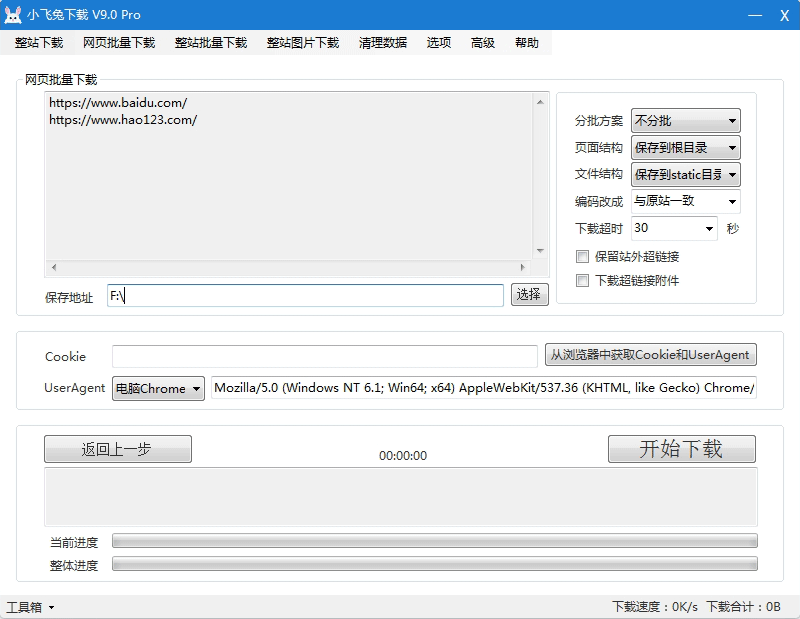 小飞兔下载 V9.0 Pro
整站下载 网页批量下载 整站批量下载 整站图片下载 清理数据 选项 高级 帮助
网页批量下载
https://www.baidu.com/
https://www.hao123.com/
分批方案 不分批
页面结构 保存到根目录
文件结构 保存到static目录
编码改成 与原站一致
下载超时 30 秒
保留站外超链接
下载超链接附件
保存地址 F:\ 选择
Cookie 从浏览器中获取Cookie和UserAgent
UserAgent 电脑Chrome Mozilla/5.0 (Windows NT 6.1; Win64; x64) AppleWebKit/537.36 (KHTML, like Gecko) Chrome/
返回上一步 00:00:00 开始下载
当前进度
整体进度
工具箱 下载速度：0K/s 下载合计：0B